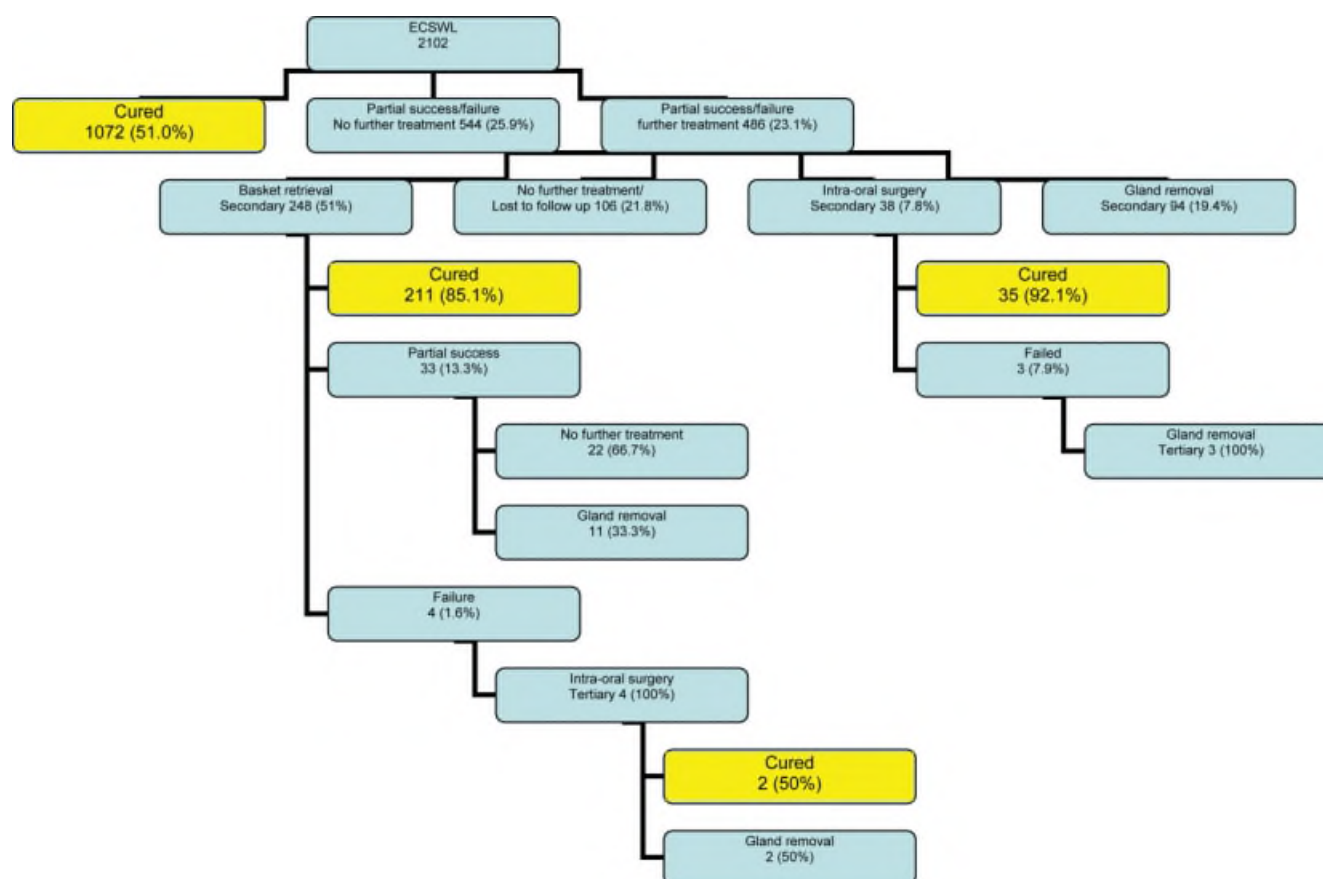 ECSWL
2102
Cured
1072 (51.0%)
Partial success/failure
No further treatment 544 (25.9%)
Partial success/failure
further treatment 486 (23.1%)
Basket retrieval
Secondary 248 (51%)
No further treatment/
Lost to follow up 106 (21.8%)
Intra-oral surgery
Secondary 38 (7.8%)
Gland removal
Secondary 94 (19.4%)
Cured
211 (85.1%)
Partial success
33 (13.3%)
No further treatment
22 (66.7%)
Gland removal
11 (33.3%)
Failure
4 (1.6%)
Intra-oral surgery
Tertiary 4 (100%)
Cured
2 (50%)
Gland removal
2 (50%)
Cured
35 (92.1%)
Failed
3 (7.9%)
Gland removal
Tertiary 3 (100%)